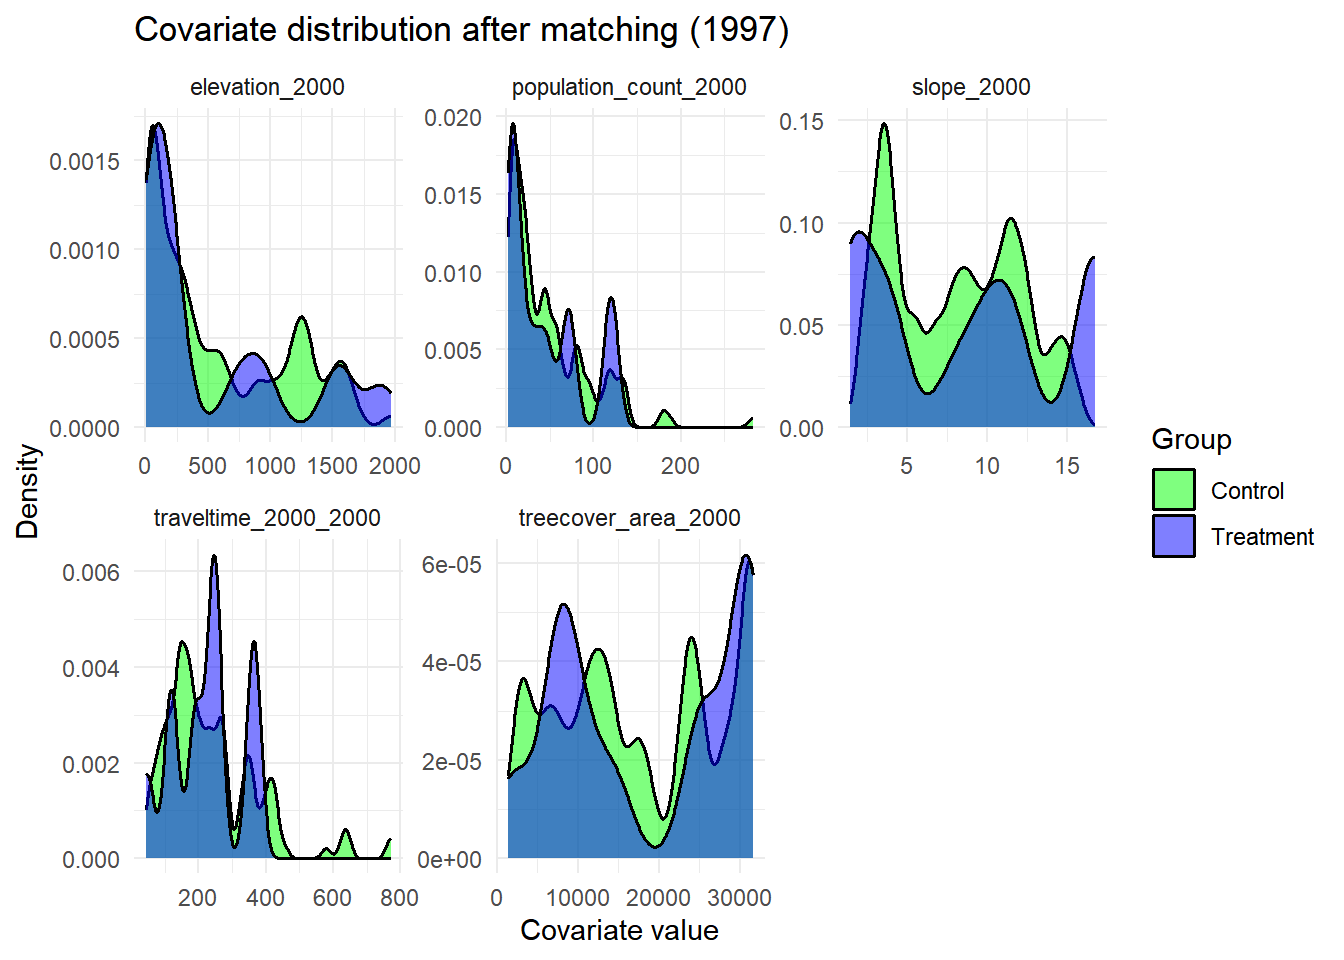 Covariate distribution after matching (1997)
elevation_2000
population_count_2000
slope_2000
0.0015
0.0010
0.0005
0.0000
0 500 1000 1500 2000
0.020
0.015
0.010
0.005
0.000
0 100 200
0.15
0.10
0.05
0.00
5 10 15
Density
traveltime_2000_2000
treecover_area_2000
0.006
0.004
0.002
0.000
200 400 600 800
6e-05
4e-05
2e-05
0e+00
0 10000 20000 30000
Covariate value
Group
Control
Treatment